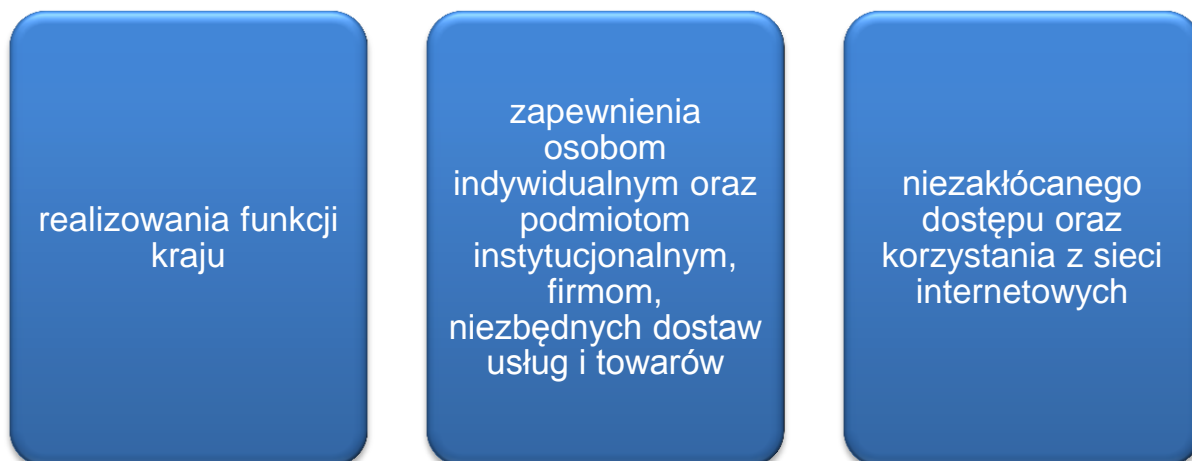 realizowania funkcji
kraju
zapewnienia
osobom
indywidualnym oraz
podmiotom
instytucjonalnym,
firmom,
niezbędnych dostaw
usług i towarów
niezakłócanego
dostępu oraz
korzystania z sieci
internetowych